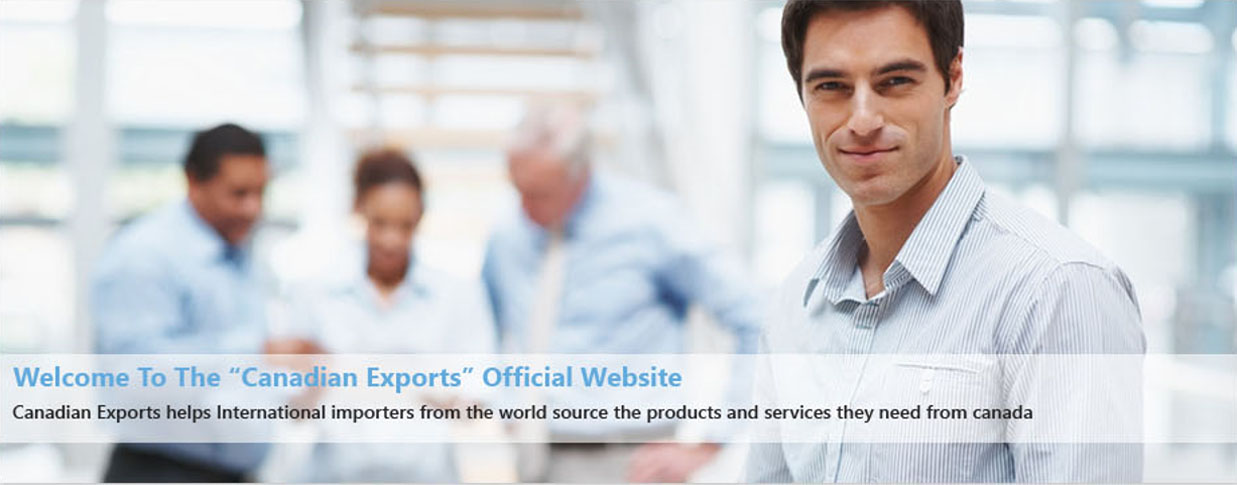 Welcome To The “Canadian Exports” Official Website
Canadian Exports helps International importers from the world source the products and services they need from canada